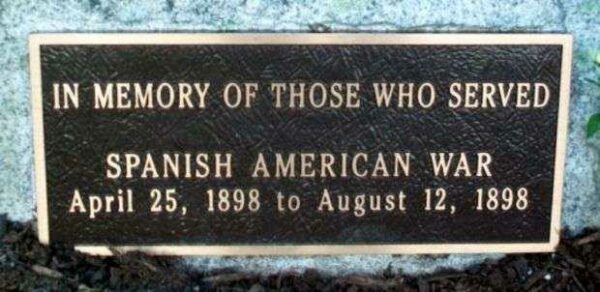 IN MEMORY OF THOSE WHO SERVED
SPANISH AMERICAN WAR
April 25, 1898 to August 12, 1898